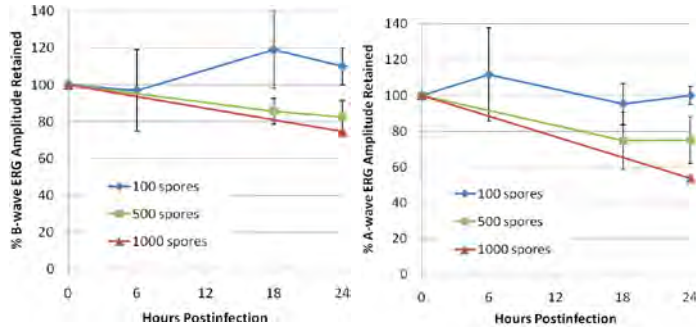 % B-wave ERG Amplitude Retained
140
120
100
80
60
40
20
0
100 spores
500 spores
1000 spores
0
6
18
24
Hours Postinfection
% A-wave ERG Amplitude Retained
140
120
100
80
60
40
20
0
100 spores
500 spores
1000 spores
0
6
18
24
Hours Postinfection